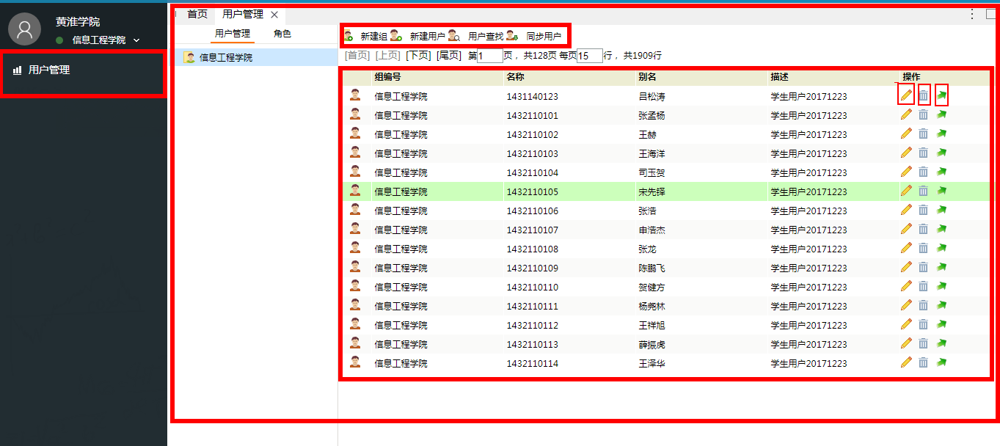 黄淮学院
信息工程学院
用户管理
首页 用户管理
用户管理 角色
信息工程学院
新建组 新建用户 用户查找 同步用户
[首页] [上页] [下页] [尾页] 第1页，共128页 每页15行，共1909行
组编号 名称 别名 描述 操作
信息工程学院 1431140123 吕松涛 学生用户20171223
信息工程学院 1432110101 张孟杨 学生用户20171223
信息工程学院 1432110102 王赫 学生用户20171223
信息工程学院 1432110103 王海洋 学生用户20171223
信息工程学院 1432110104 司玉贺 学生用户20171223
信息工程学院 1432110105 宋先铎 学生用户20171223
信息工程学院 1432110106 张浩 学生用户20171223
信息工程学院 1432110107 申浩杰 学生用户20171223
信息工程学院 1432110108 张龙 学生用户20171223
信息工程学院 1432110109 陈鹏飞 学生用户20171223
信息工程学院 1432110110 贺健方 学生用户20171223
信息工程学院 1432110111 杨尧林 学生用户20171223
信息工程学院 1432110112 王祥旭 学生用户20171223
信息工程学院 1432110113 薛振虎 学生用户20171223
信息工程学院 1432110114 王泽华 学生用户20171223